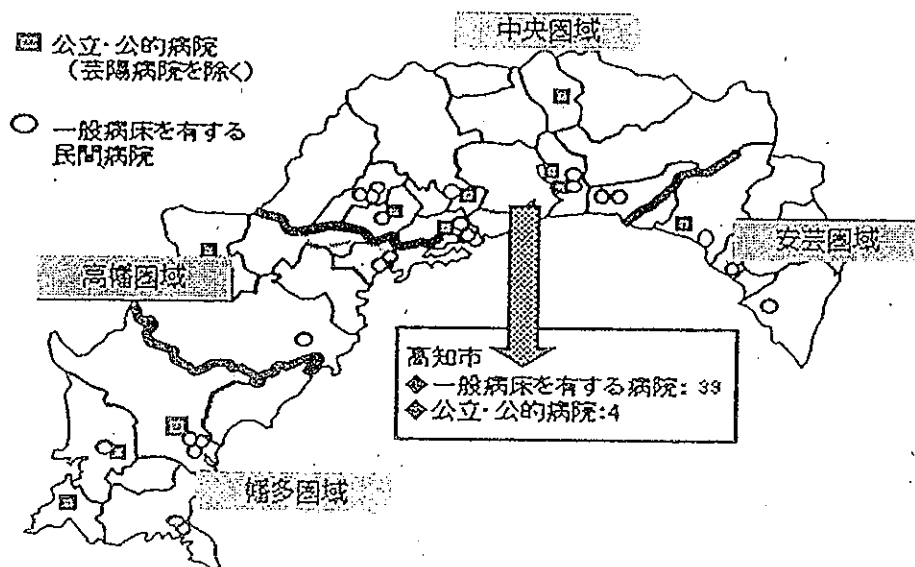 中央圏域
公立・公的病院
(芸陽病院を除く)
一般病床を有する
民間病院
安芸圏域
高幡圏域
高知市
◆一般病床を有する病院: 39
◆公立・公的病院:4
幡多圏域